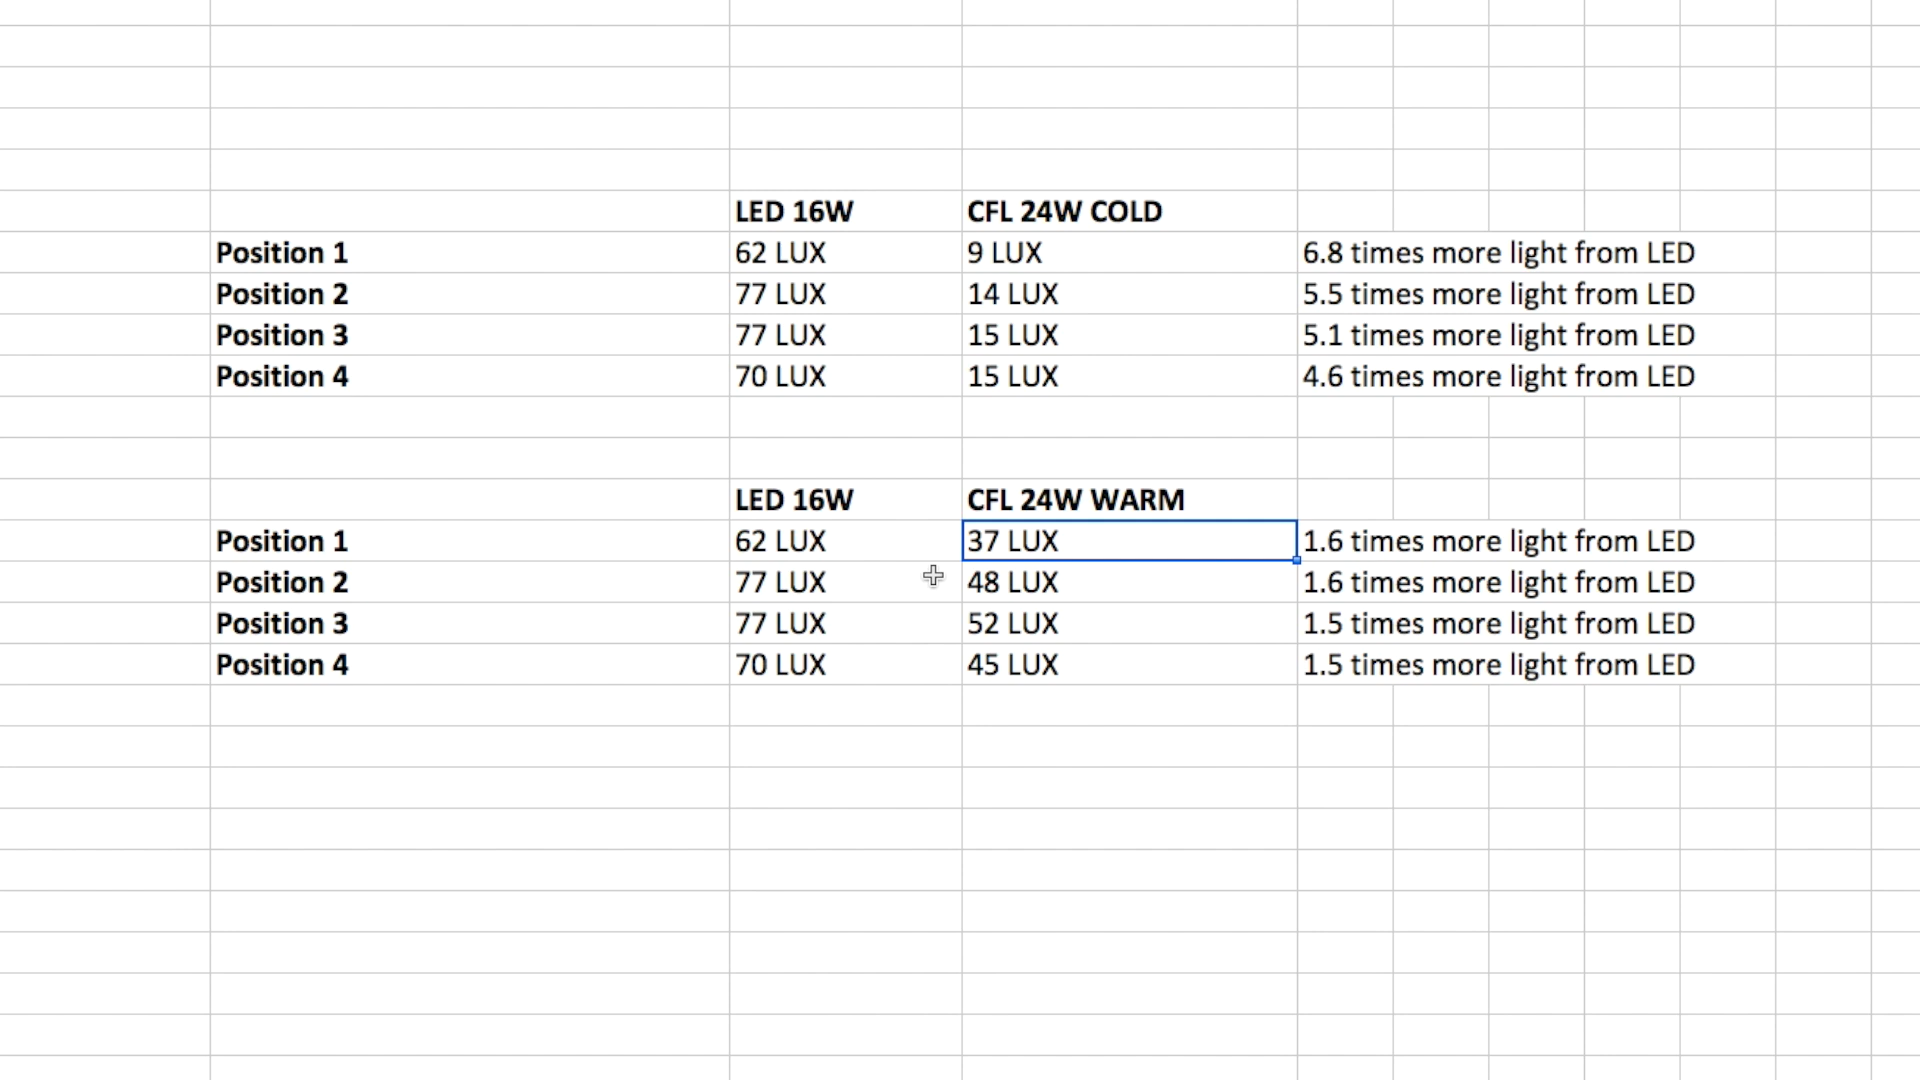 LED 16W CFL 24W COLD
Position 1 62 LUX 9 LUX 6.8 times more light from LED
Position 2 77 LUX 14 LUX 5.5 times more light from LED
Position 3 77 LUX 15 LUX 5.1 times more light from LED
Position 4 70 LUX 15 LUX 4.6 times more light from LED
LED 16W CFL 24W WARM
Position 1 62 LUX 37 LUX 1.6 times more light from LED
Position 2 77 LUX 48 LUX 1.6 times more light from LED
Position 3 77 LUX 52 LUX 1.5 times more light from LED
Position 4 70 LUX 45 LUX 1.5 times more light from LED